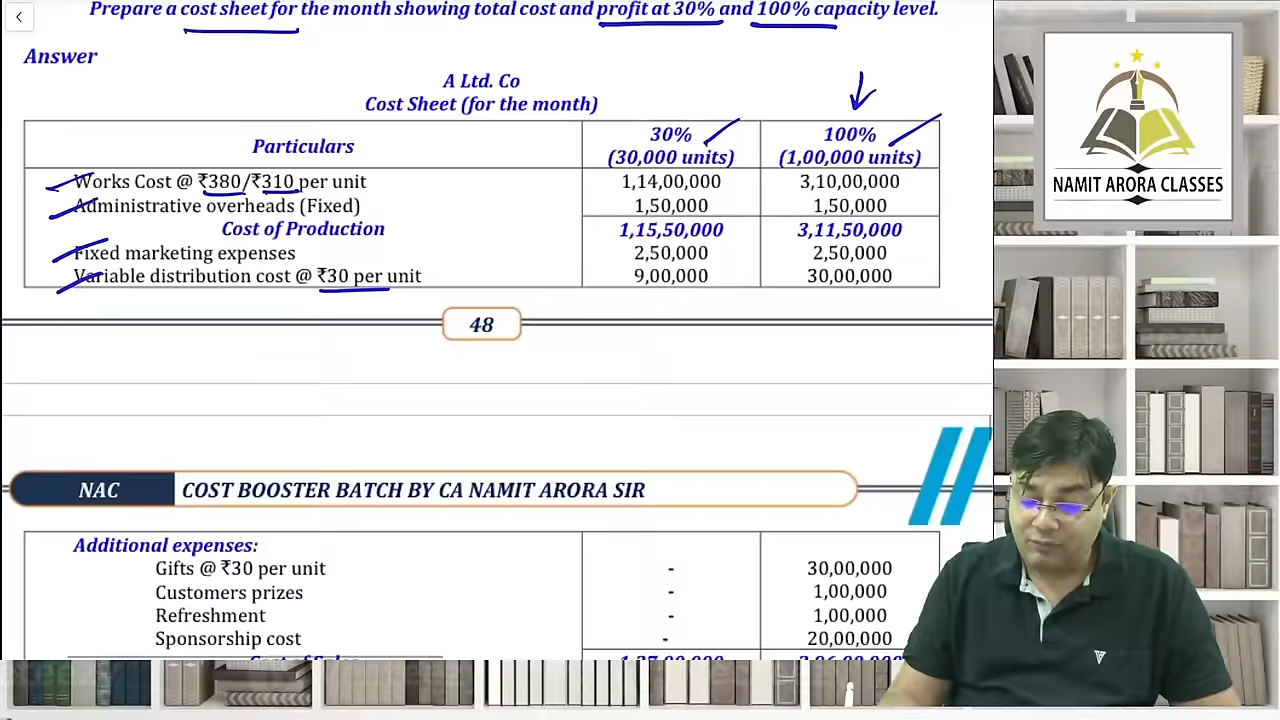 Prepare a cost sheet for the month showing total cost and profit at 30% and 100% capacity level.
Answer
A Ltd. Co
Cost Sheet (for the month)
Particulars 30% (30,000 units) 100% (1,00,000 units)
Works Cost @ ₹380/₹310 per unit 1,14,00,000 3,10,00,000
Administrative overheads (Fixed) 1,50,000 1,50,000
Cost of Production 1,15,50,000 3,11,50,000
Fixed marketing expenses 2,50,000 2,50,000
Variable distribution cost @ ₹30 per unit 9,00,000 30,00,000
48
NAC COST BOOSTER BATCH BY CA NAMIT ARORA SIR
Additional expenses:
Gifts @ ₹30 per unit - 30,00,000
Customers prizes - 1,00,000
Refreshment - 1,00,000
Sponsorship cost - 20,00,000
NAMIT ARORA CLASSES